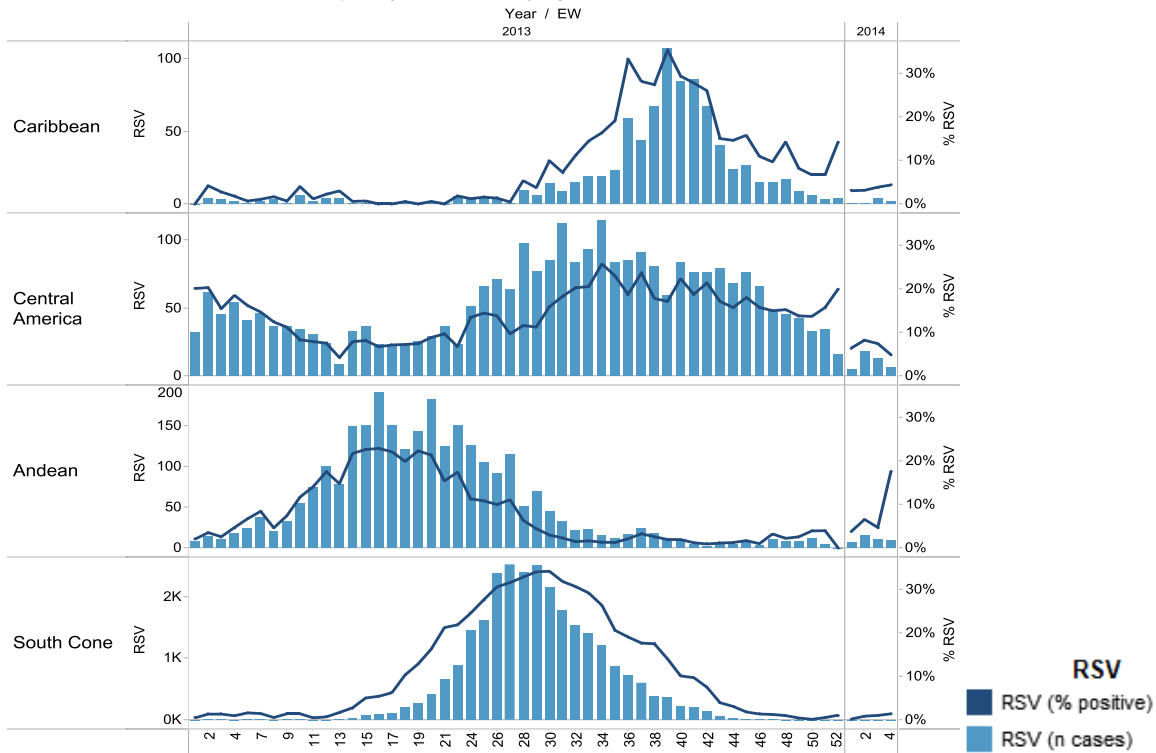 Year / EW
2013
2014
Caribbean
RSV
100
50
0
30%
20%
10%
0%
% RSV
Central
America
RSV
100
50
0
30%
20%
10%
0%
% RSV
Andean
RSV
200
150
100
50
0
30%
20%
10%
0%
% RSV
South Cone
RSV
2K
1K
0K
30%
20%
10%
0%
% RSV
2 4 7 9 11 13 15 17 19 21 24 26 28 30 32 34 36 38 40 42 44 46 48 50 52 2 4
RSV
RSV (% positive)
RSV (n cases)